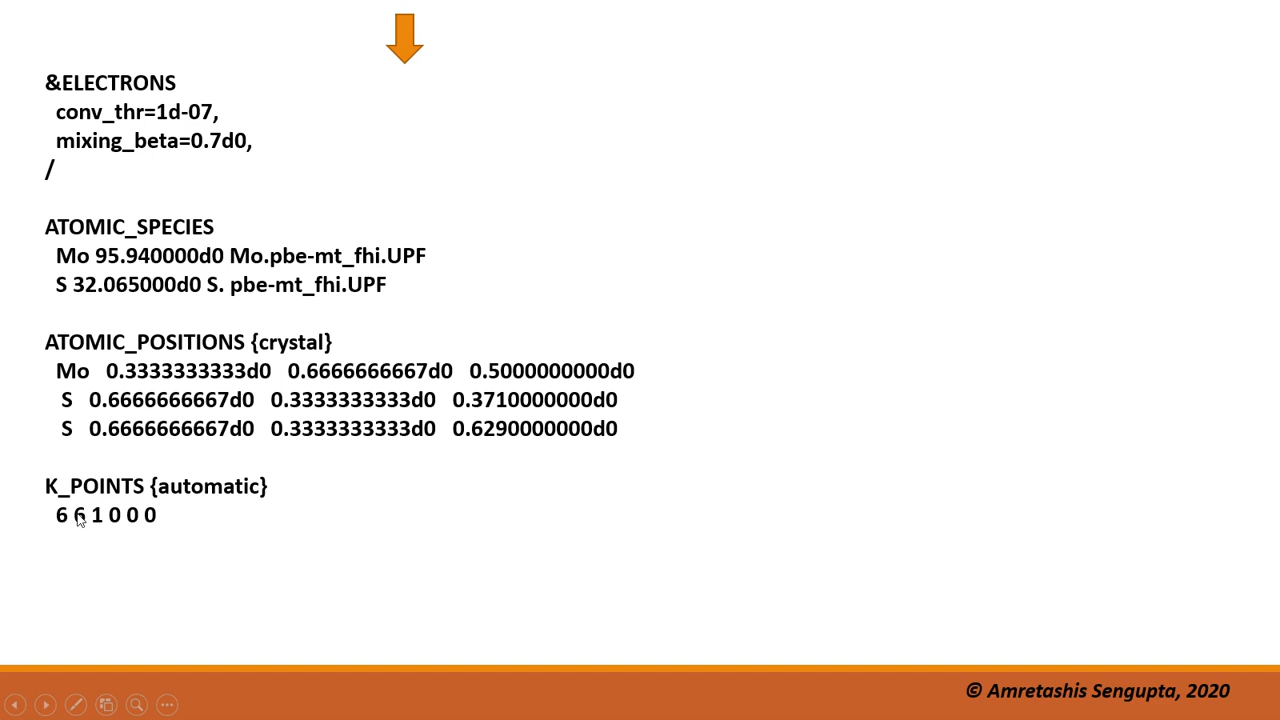 &ELECTRONS
conv_thr=1d-07,
mixing_beta=0.7d0,
/
ATOMIC_SPECIES
Mo 95.940000d0 Mo.pbe-mt_fhi.UPF
S 32.065000d0 S. pbe-mt_fhi.UPF
ATOMIC_POSITIONS {crystal}
Mo 0.3333333333d0 0.6666666667d0 0.5000000000d0
S 0.6666666667d0 0.3333333333d0 0.3710000000d0
S 0.6666666667d0 0.3333333333d0 0.6290000000d0
K_POINTS {automatic}
6 6 1 0 0 0
© Amretashis Sengupta, 2020